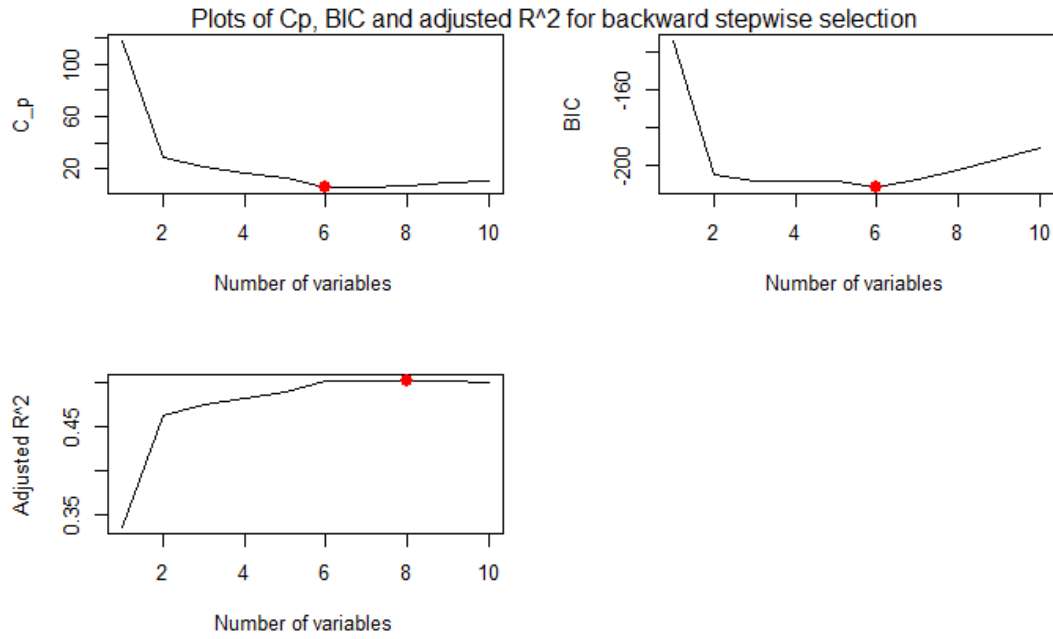 Plots of Cp, BIC and adjusted R^2 for backward stepwise selection
C_p
100
60
20
2 4 6 8 10
Number of variables
BIC
-160
-200
2 4 6 8 10
Number of variables
Adjusted R^2
0.45
0.35
2 4 6 8 10
Number of variables